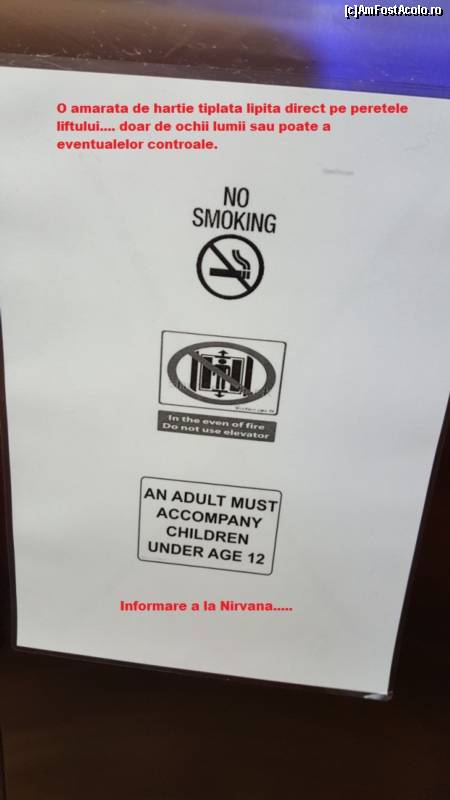 [c]AmFostAcolo.ro
O amarata de hartie tiplata lipita direct pe peretele
liftului.... doar de ochii lumii sau poate a
eventualelor controale.
NO
SMOKING
In the even of fire
Do not use elevator
AN ADULT MUST
ACCOMPANY
CHILDREN
UNDER AGE 12
Informare a la Nirvana.....